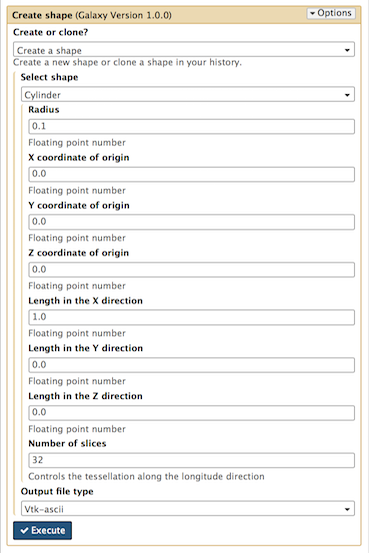 Create shape (Galaxy Version 1.0.0)
Options
Create or clone?
Create a shape
Create a new shape or clone a shape in your history.
Select shape
Cylinder
Radius
0.1
Floating point number
X coordinate of origin
0.0
Floating point number
Y coordinate of origin
0.0
Floating point number
Z coordinate of origin
0.0
Floating point number
Length in the X direction
1.0
Floating point number
Length in the Y direction
0.0
Floating point number
Length in the Z direction
0.0
Floating point number
Number of slices
32
Controls the tessellation along the longitude direction
Output file type
Vtk-ascii
Execute